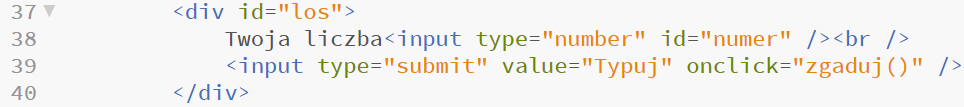 37 <div id="los">
38 Twoja liczba<input type="number" id="numer" /><br />
39 <input type="submit" value="Typuj" onclick="zgaduj()" />
40 </div>